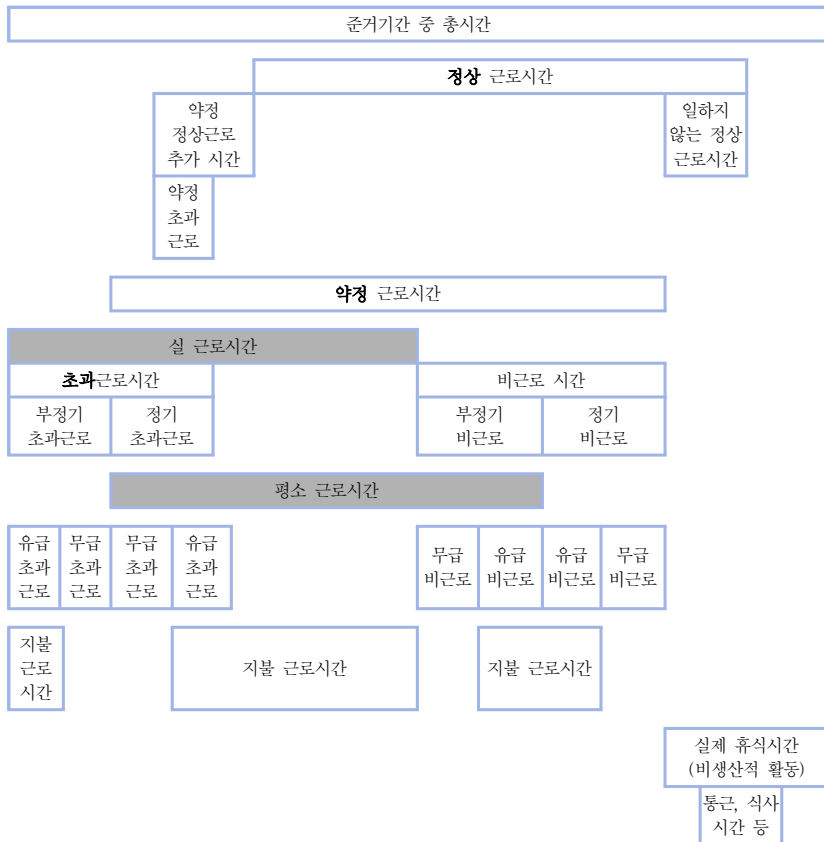 준거기간 중 총시간
정상 근로시간
약정
정상근로
추가 시간
일하지
않는 정상
근로시간
약정
초과
근로
약정 근로시간
실 근로시간
초과근로시간
비근로 시간
부정기
초과근로
정기
초과근로
부정기
비근로
정기
비근로
평소 근로시간
유급
초과
근로
무급
초과
근로
무급
초과
근로
유급
초과
근로
무급
비근로
유급
비근로
유급
비근로
무급
비근로
지불
근로
시간
지불 근로시간
지불 근로시간
실제 휴식시간
(비생산적 활동)
통근, 식사
시간 등